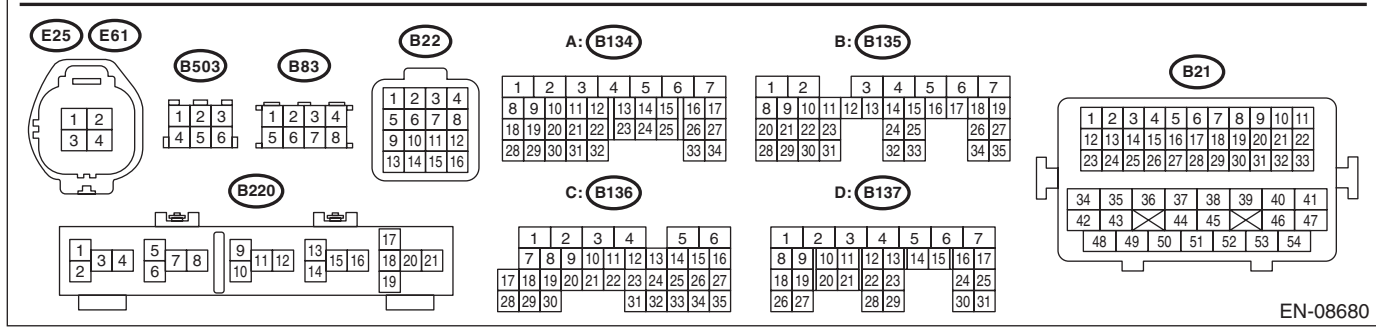 E25 E61
B503
B83
B22
A: B134
B: B135
B21
1 2
3 4
1 2 3
4 5 6
1 2 3 4
5 6 7 8
1 2 3 4
5 6 7 8
9 10 11 12
13 14 15 16
1 2 3 4 5 6 7
8 9 10 11 12 13 14 15 16 17
18 19 20 21 22 23 24 25 26 27
28 29 30 31 32 33 34
1 2 3 4 5 6 7
8 9 10 11 12 13 14 15 16 17 18 19
20 21 22 23 24 25 26 27
28 29 30 31 32 33 34 35
1 2 3 4 5 6 7 8 9 10 11
12 13 14 15 16 17 18 19 20 21 22
23 24 25 26 27 28 29 30 31 32 33
34 35 36 37 38 39 40 41
42 43 44 45 46 47
48 49 50 51 52 53 54
B220
C: B136
D: B137
1 2 3 4
5 6 7 8
9 10 11 12
13 14 15 16
17 18 19 20 21
1 2 3 4 5 6
7 8 9 10 11 12 13 14 15 16
17 18 19 20 21 22 23 24 25 26 27
28 29 30 31 32 33 34 35
1 2 3 4 5 6 7
8 9 10 11 12 13 14 15 16 17
18 19 20 21 22 23 24 25
26 27 28 29 30 31
EN-08680